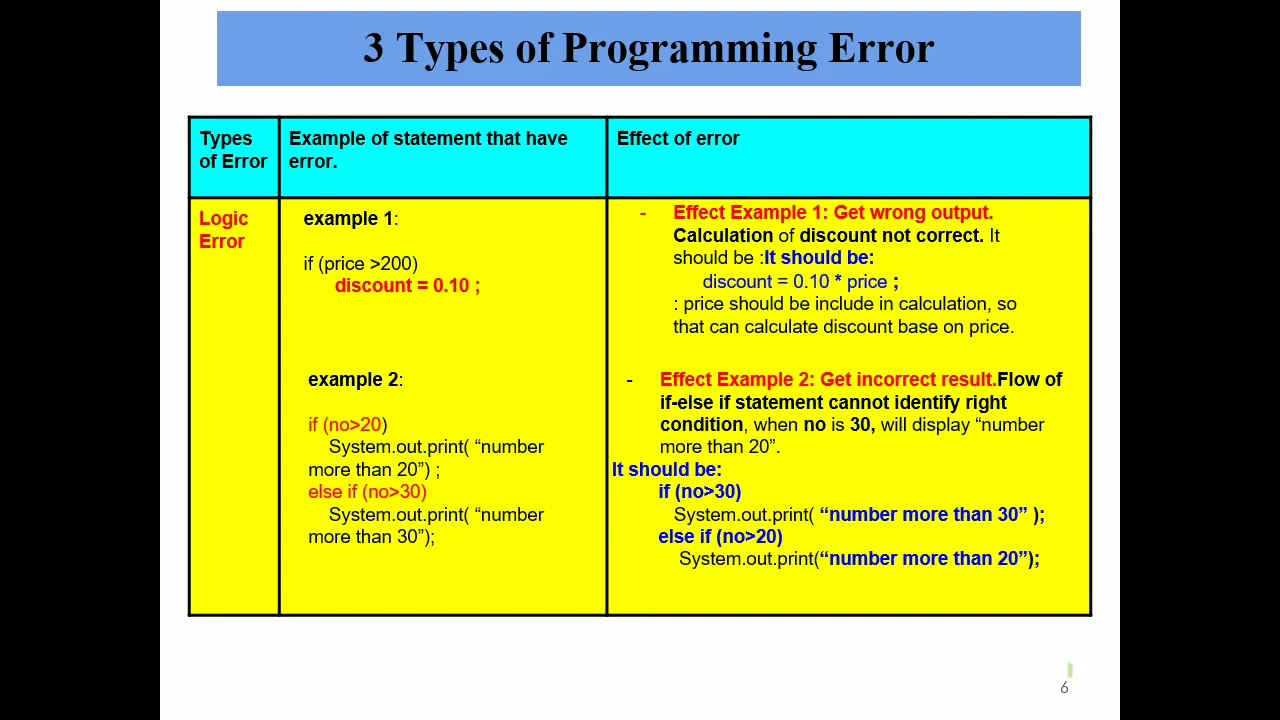 3 Types of Programming Error
Types
of Error
Example of statement that have
error.
Effect of error
Logic
Error
example 1:
if (price >200)
discount = 0.10 ;
example 2:
if (no>20)
System.out.print( “number
more than 20”) ;
else if (no>30)
System.out.print( “number
more than 30”);
- Effect Example 1: Get wrong output.
Calculation of discount not correct. It
should be :It should be:
discount = 0.10 * price ;
: price should be include in calculation, so
that can calculate discount base on price.
- Effect Example 2: Get incorrect result.Flow of
if-else if statement cannot identify right
condition, when no is 30, will display “number
more than 20”.
It should be:
if (no>30)
System.out.print( “number more than 30” );
else if (no>20)
System.out.print(“number more than 20”);
6